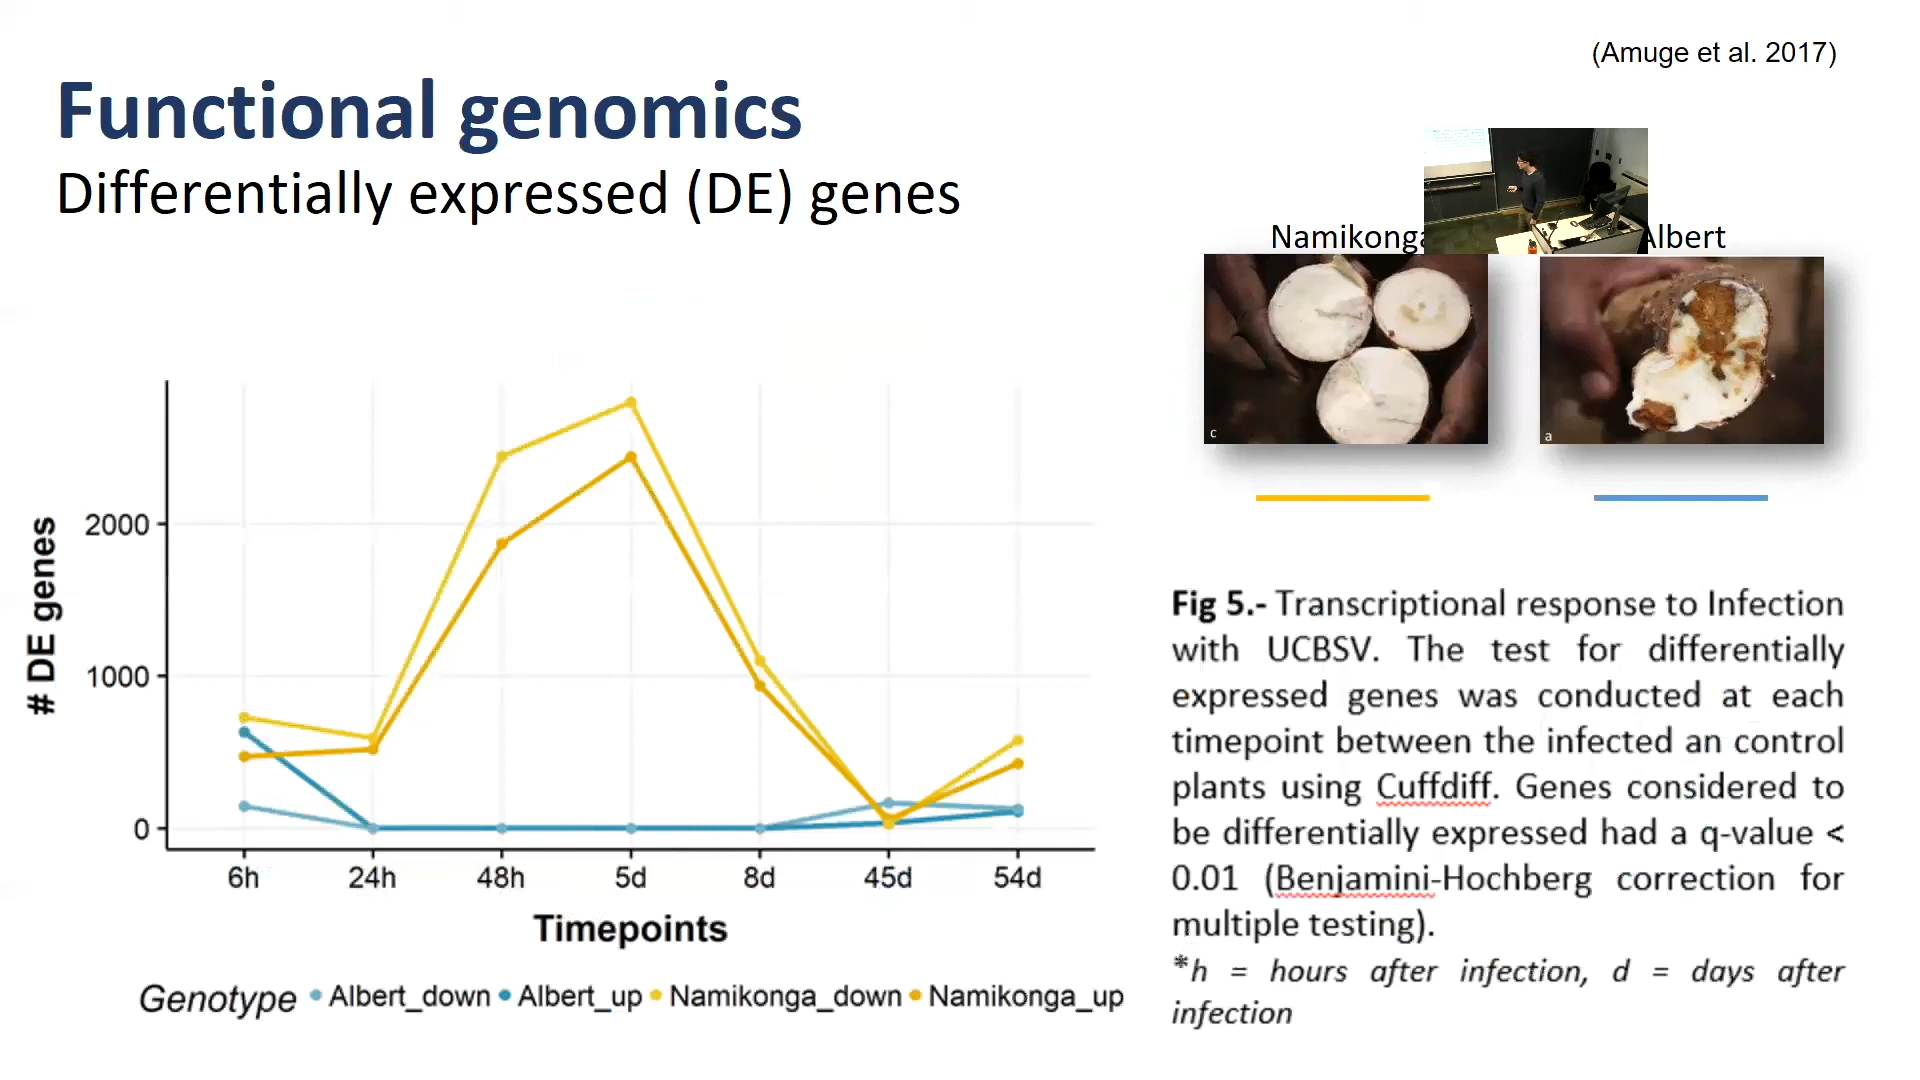 (Amuge et al. 2017)
Functional genomics
Differentially expressed (DE) genes
Namikonga
Albert
c
a
# DE genes
2000
1000
0
6h 24h 48h 5d 8d 45d 54d
Timepoints
Genotype Albert_down Albert_up Namikonga_down Namikonga_up
Fig 5.- Transcriptional response to Infection
with UCBSV. The test for differentially
expressed genes was conducted at each
timepoint between the infected an control
plants using Cuffdiff. Genes considered to
be differentially expressed had a q-value <
0.01 (Benjamini-Hochberg correction for
multiple testing).
*h = hours after infection, d = days after
infection